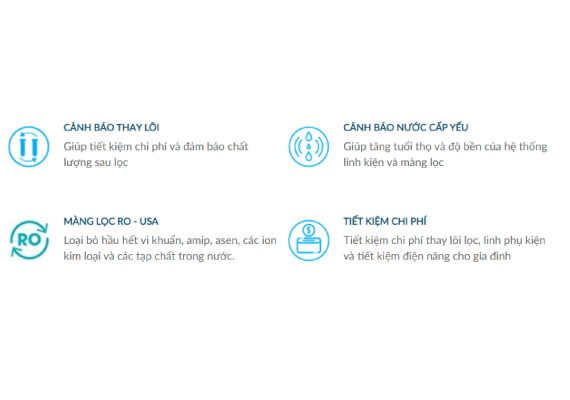 CẢNH BÁO THAY LÕI
Giúp tiết kiệm chi phí và đảm bảo chất
lượng sau lọc
CẢNH BÁO NƯỚC CẤP YẾU
Giúp tăng tuổi thọ và độ bền của hệ thống
linh kiện và màng lọc
RO
MÀNG LỌC RO - USA
Loại bỏ hầu hết vi khuẩn, amip, asen, các ion
kim loại và các tạp chất trong nước.
$
TIẾT KIỆM CHI PHÍ
Tiết kiệm chi phí thay lõi lọc, linh phụ kiện
và tiết kiệm điện năng cho gia đình